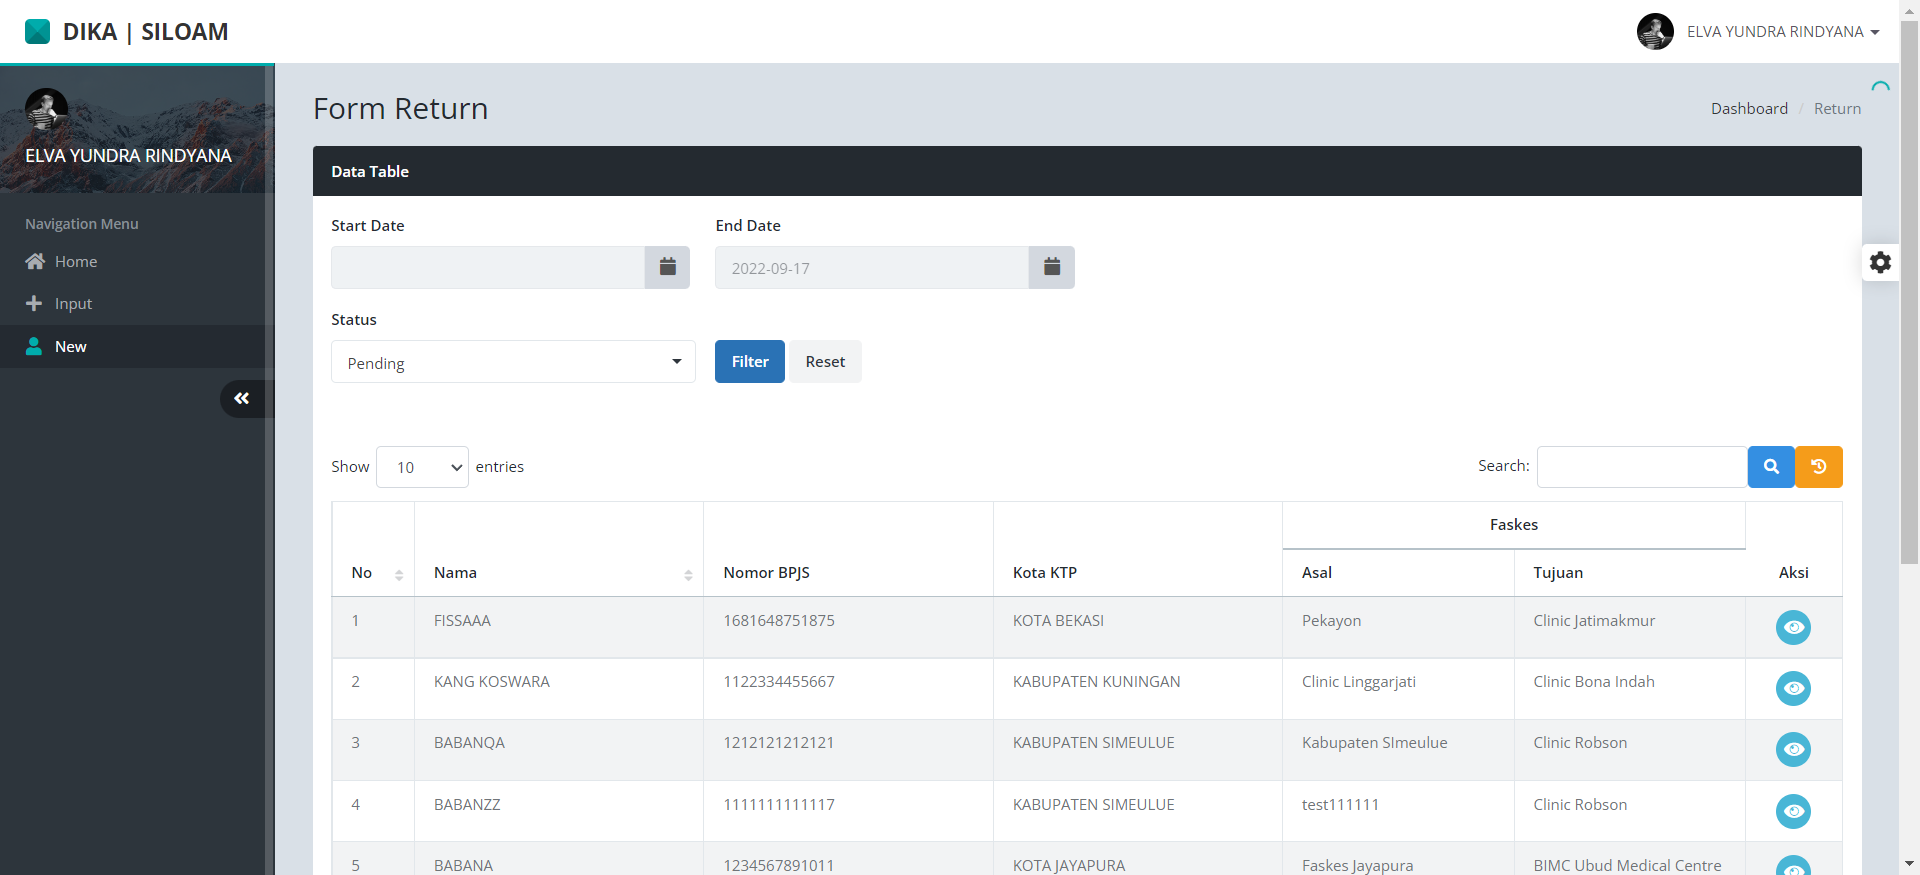 DIKA | SILOAM
ELVA YUNDRA RINDYANA
ELVA YUNDRA RINDYANA
Navigation Menu
Home
Input
New
Form Return
Dashboard / Return
Data Table
Start Date
End Date
2022-09-17
Status
Pending
Filter
Reset
Show 10 entries
Search:
Faskes
No Nama Nomor BPJS Kota KTP Asal Tujuan Aksi
1 FISSAAA 1681648751875 KOTA BEKASI Pekayon Clinic Jatimakmur
2 KANG KOSWARA 1122334455667 KABUPATEN KUNINGAN Clinic Linggarjati Clinic Bona Indah
3 BABANQA 1212121212121 KABUPATEN SIMEULUE Kabupaten SImeulue Clinic Robson
4 BABANZZ 1111111111117 KABUPATEN SIMEULUE test111111 Clinic Robson
5 BABANA 1234567891011 KOTA JAYAPURA Faskes Jayapura BIMC Ubud Medical Centre